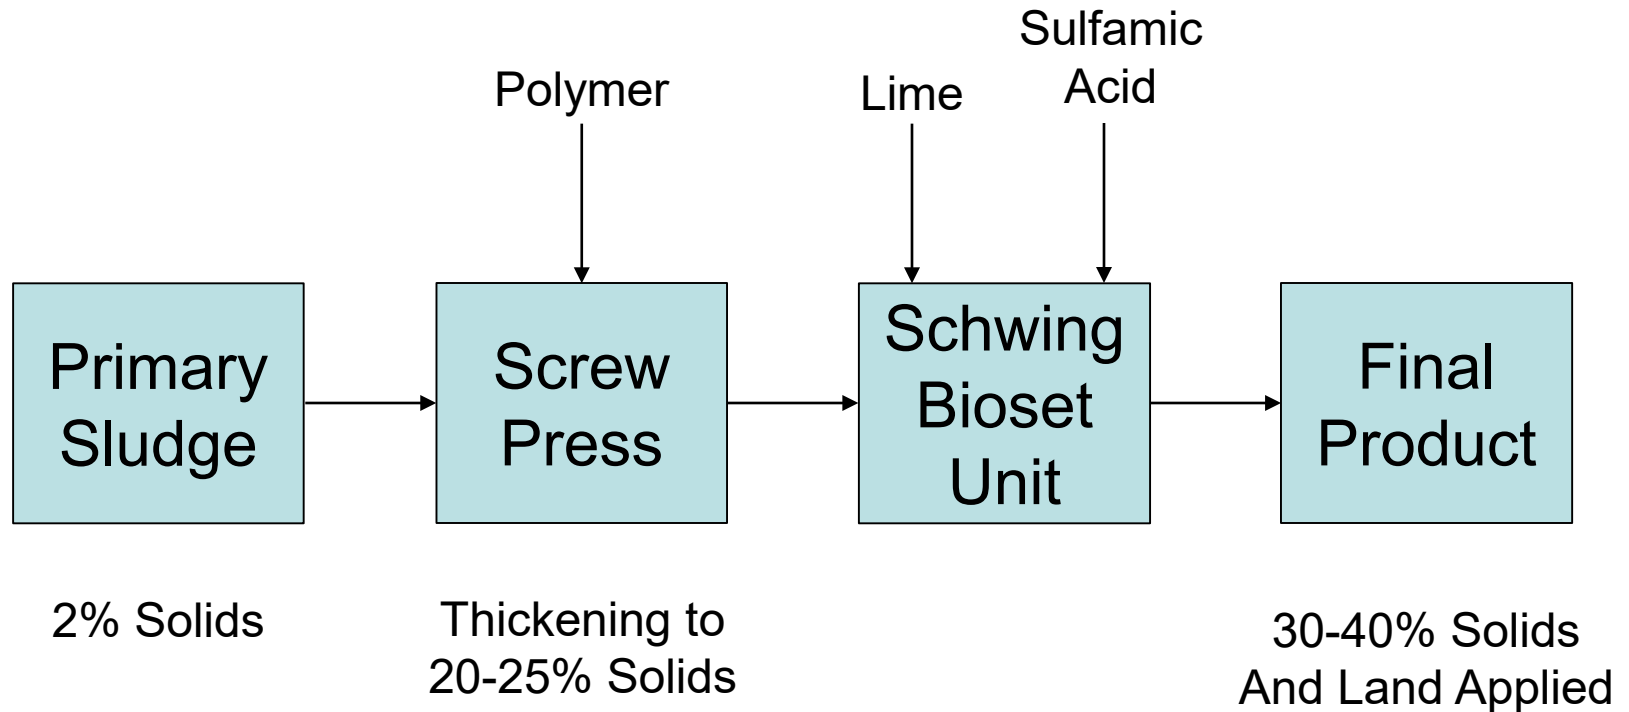 Polymer
Lime
Sulfamic
Acid
Primary
Sludge
Screw
Press
Schwing
Bioset
Unit
Final
Product
2% Solids
Thickening to
20-25% Solids
30-40% Solids
And Land Applied